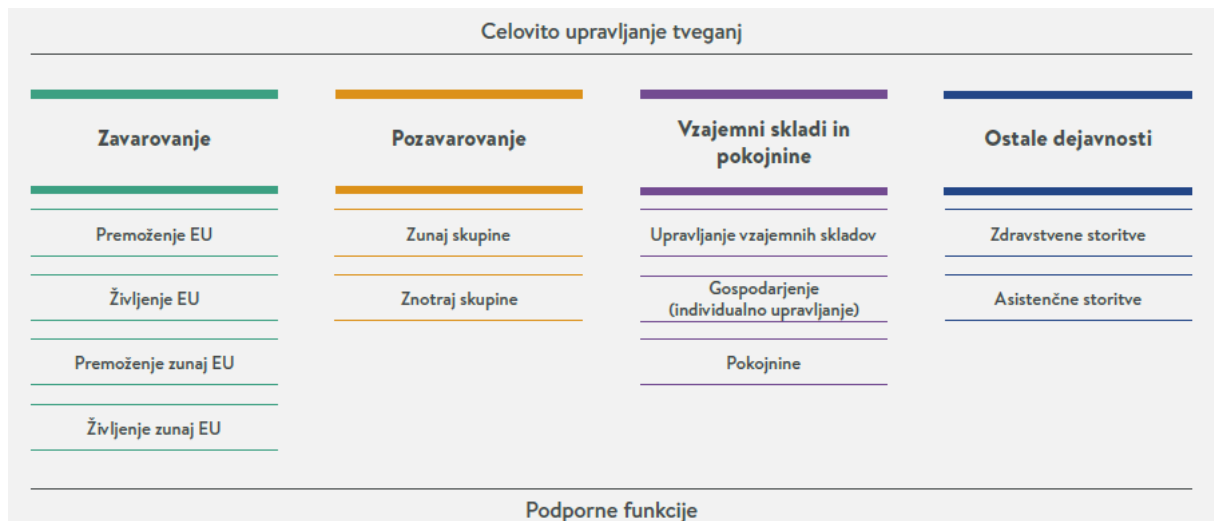 Celovito upravljanje tveganj
Zavarovanje
Premoženje EU
Življenje EU
Premoženje zunaj EU
Življenje zunaj EU
Pozavarovanje
Zunaj skupine
Znotraj skupine
Vzajemni skladi in
pokojnine
Upravljanje vzajemnih skladov
Gospodarjenje
(individualno upravljanje)
Pokojnine
Ostale dejavnosti
Zdravstvene storitve
Asistenčne storitve
Podporne funkcije